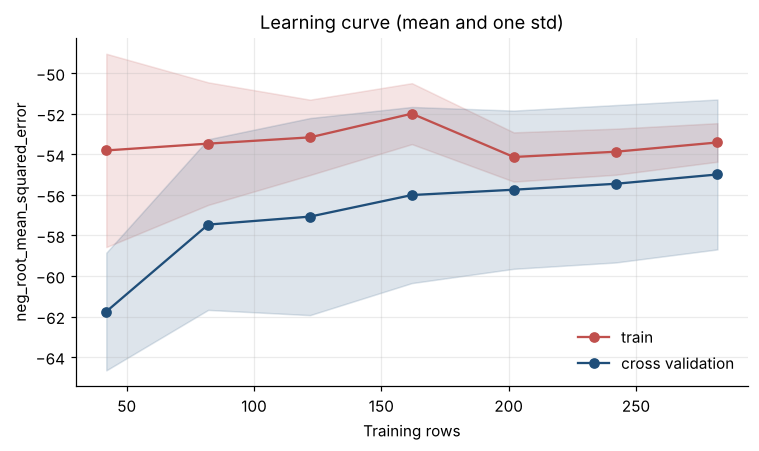 Learning curve (mean and one std)
neg_root_mean_squared_error
−50
−52
−54
−56
−58
−60
−62
−64
train
cross validation
50
100
150
200
250
Training rows